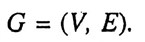 G = (V, E).